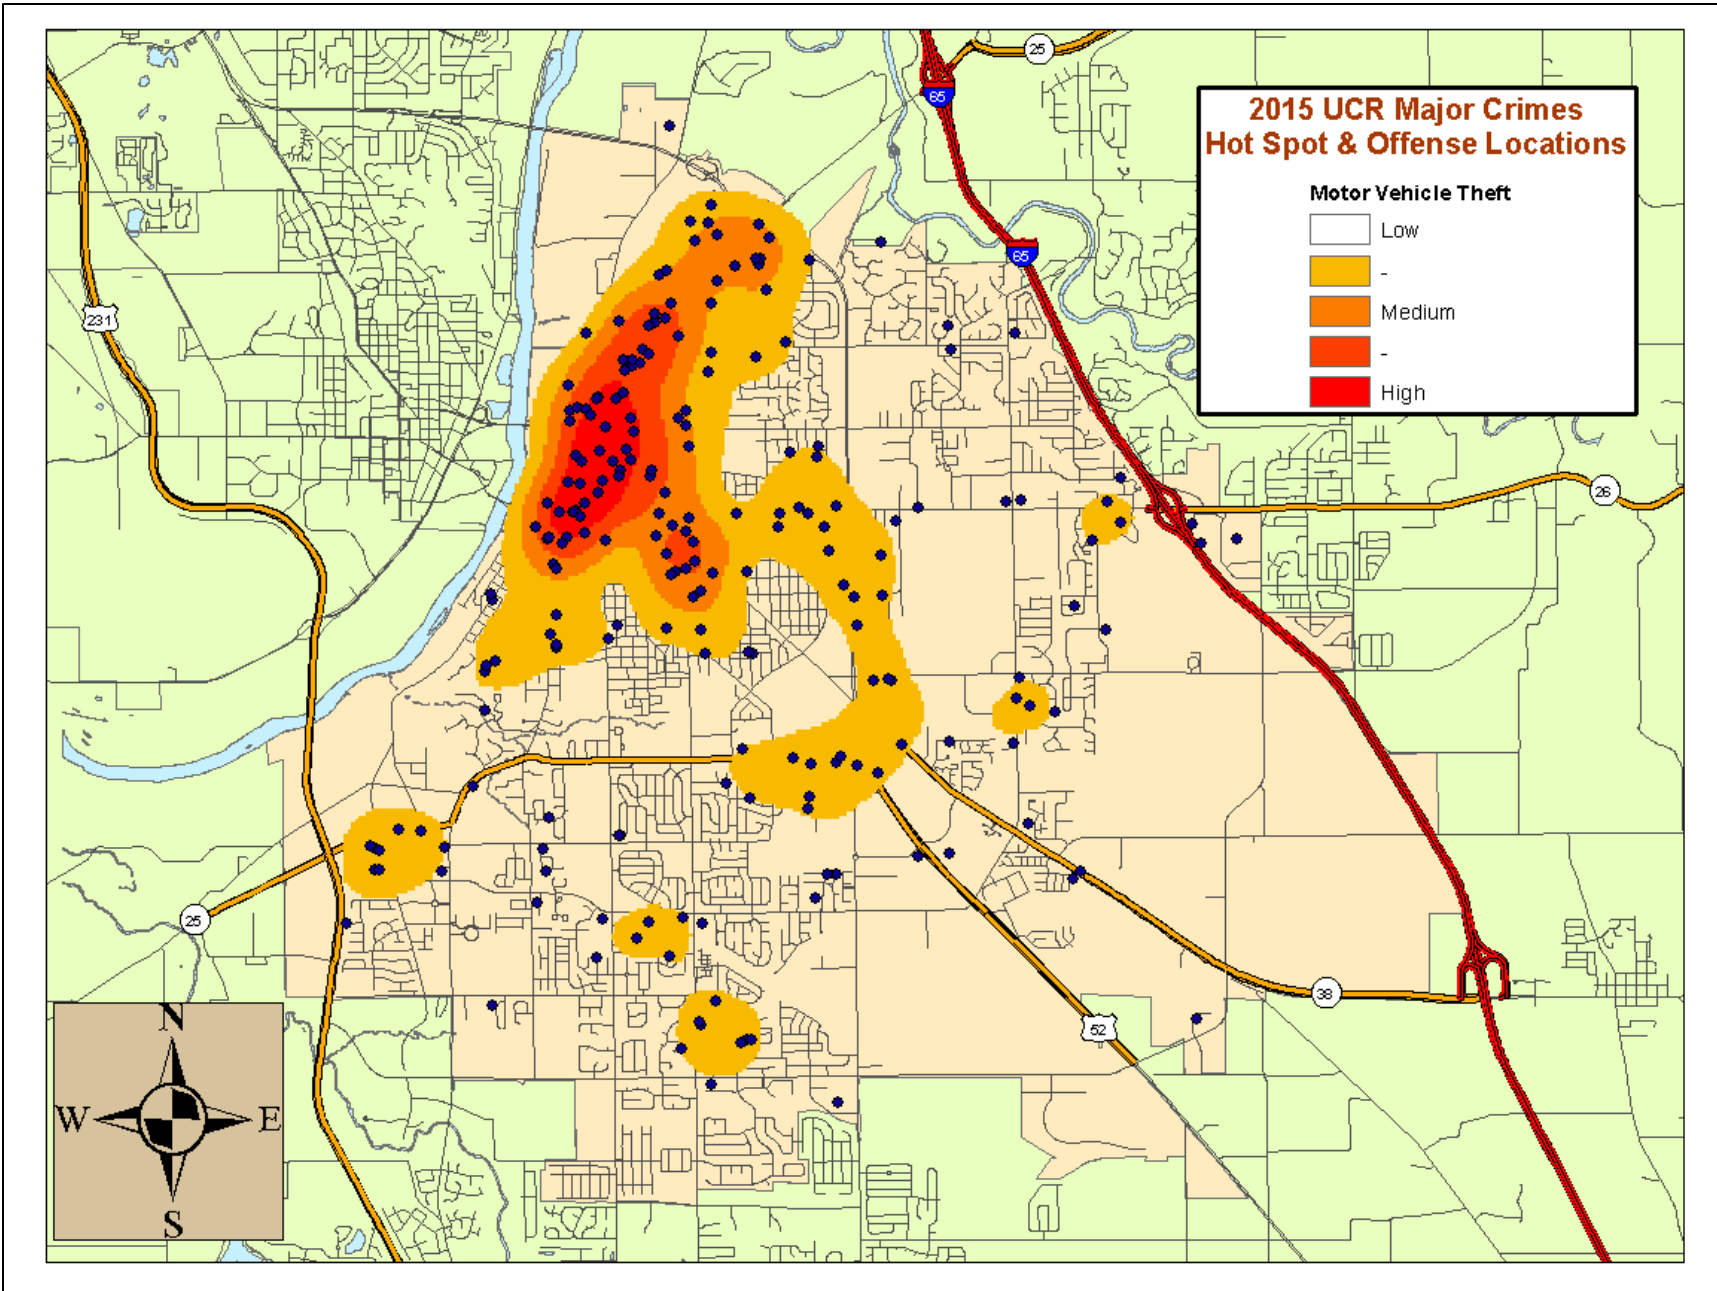 25
65
2015 UCR Major Crimes
Hot Spot & Offense Locations
Motor Vehicle Theft
Low
-
Medium
-
High
65
231
26
25
38
52
N
W E
S